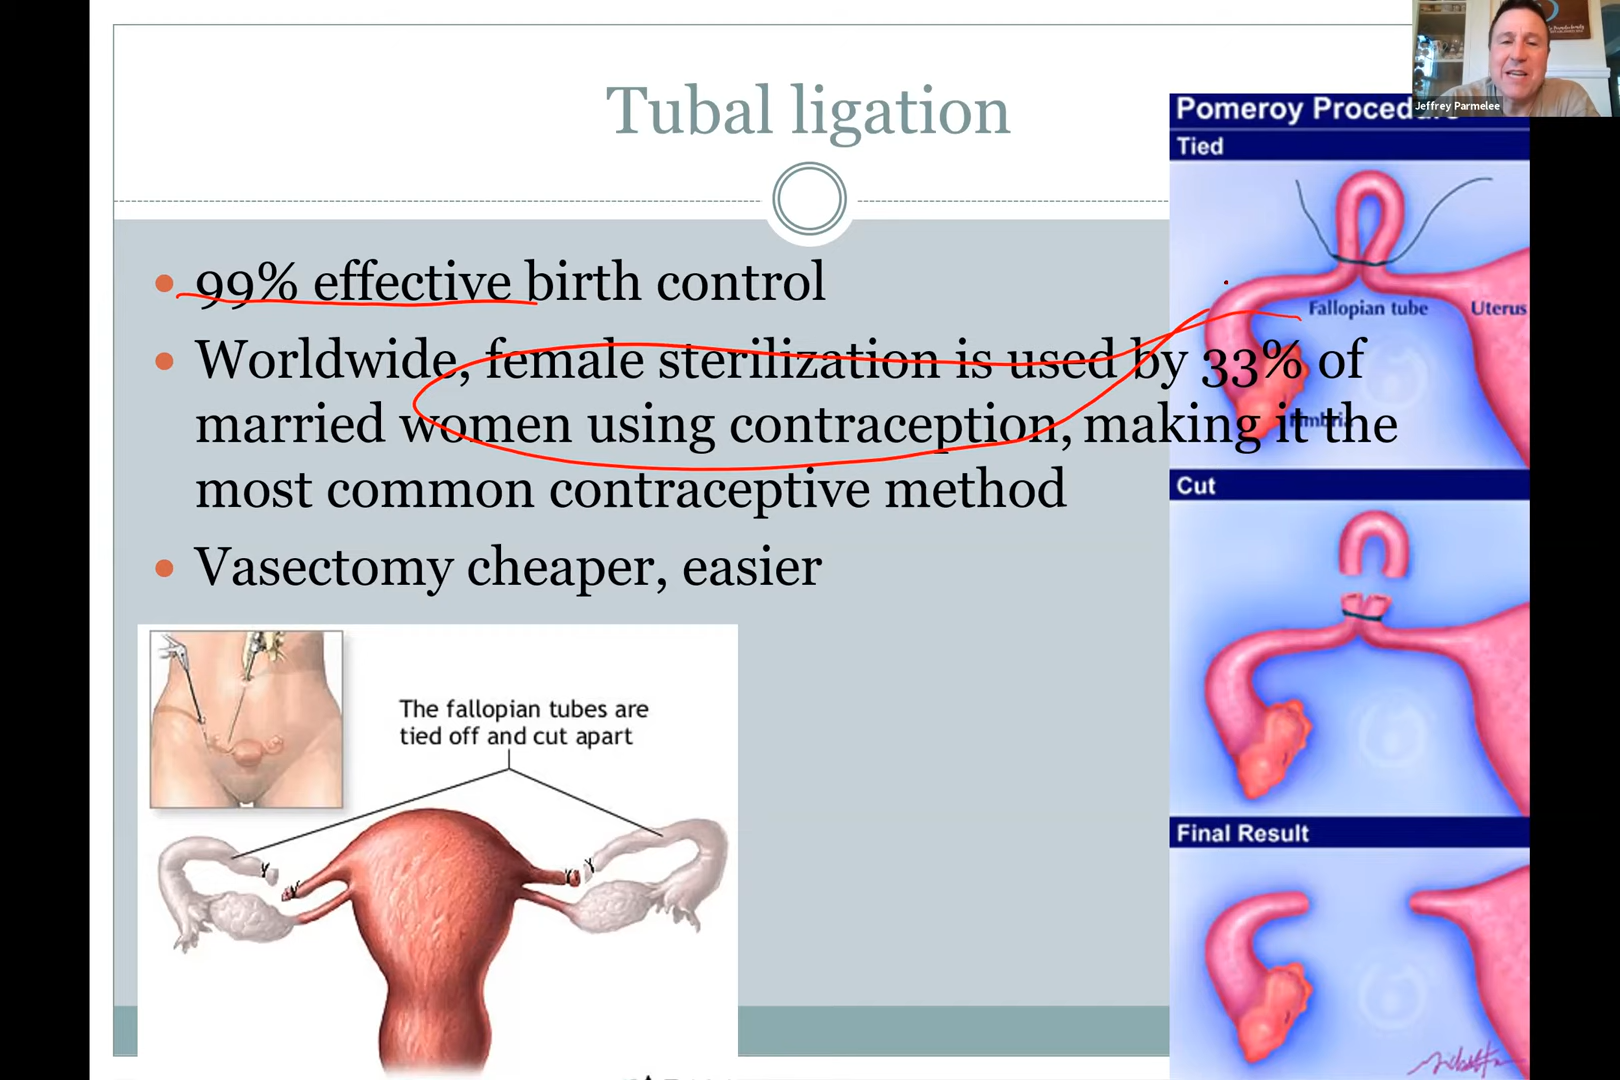 Tubal ligation
Jeffrey Parmelee
Pomeroy Procedure
Tied
• 99% effective birth control
• Worldwide, female sterilization is used by 33% of
married women using contraception, making it the
most common contraceptive method
• Vasectomy cheaper, easier
Fallopian tube
Uterus
Cut
Final Result
The fallopian tubes are
tied off and cut apart